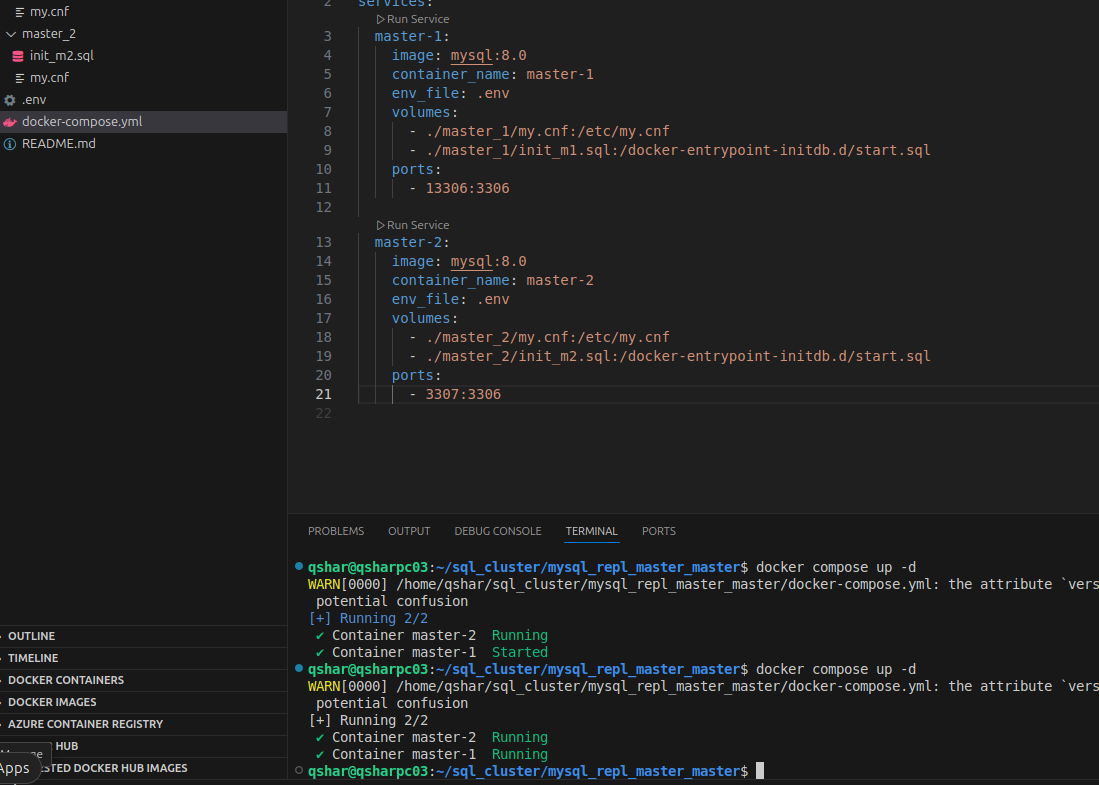 my.cnf
master_2
init_m2.sql
my.cnf
.env
docker-compose.yml
README.md
OUTLINE
TIMELINE
DOCKER CONTAINERS
DOCKER IMAGES
AZURE CONTAINER REGISTRY
HUB
Apps
DOCKER HUB IMAGES
2 services:
Run Service
3 master-1:
4 image: mysql:8.0
5 container_name: master-1
6 env_file: .env
7 volumes:
8 - ./master_1/my.cnf:/etc/my.cnf
9 - ./master_1/init_m1.sql:/docker-entrypoint-initdb.d/start.sql
10 ports:
11 - 13306:3306
12
Run Service
13 master-2:
14 image: mysql:8.0
15 container_name: master-2
16 env_file: .env
17 volumes:
18 - ./master_2/my.cnf:/etc/my.cnf
19 - ./master_2/init_m2.sql:/docker-entrypoint-initdb.d/start.sql
20 ports:
21 - 3307:3306
22
PROBLEMS OUTPUT DEBUG CONSOLE TERMINAL PORTS
qshar@qsharpc03:~/sql_cluster/mysql_repl_master_master$ docker compose up -d
WARN[0000] /home/qshar/sql_cluster/mysql_repl_master_master/docker-compose.yml: the attribute `vers
potential confusion
[+] Running 2/2
✔ Container master-2 Running
✔ Container master-1 Started
qshar@qsharpc03:~/sql_cluster/mysql_repl_master_master$ docker compose up -d
WARN[0000] /home/qshar/sql_cluster/mysql_repl_master_master/docker-compose.yml: the attribute `vers
potential confusion
[+] Running 2/2
✔ Container master-2 Running
✔ Container master-1 Running
qshar@qsharpc03:~/sql_cluster/mysql_repl_master_master$